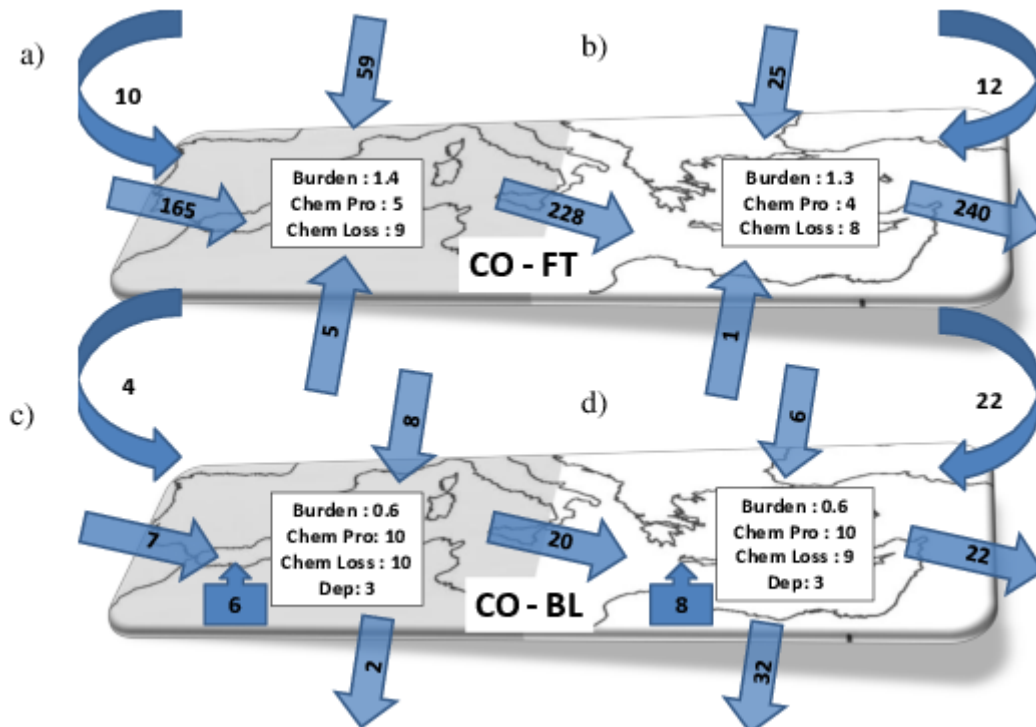 a)
b)
59
25
10
12
Burden : 1.4
Chem Pro : 5
Chem Loss : 9
Burden : 1.3
Chem Pro : 4
Chem Loss : 8
165
228
240
CO - FT
5
1
4
22
c)
d)
8
6
Burden : 0.6
Chem Pro: 10
Chem Loss : 10
Dep: 3
Burden : 0.6
Chem Pro : 10
Chem Loss : 9
Dep: 3
7
20
22
6
CO - BL
8
2
32